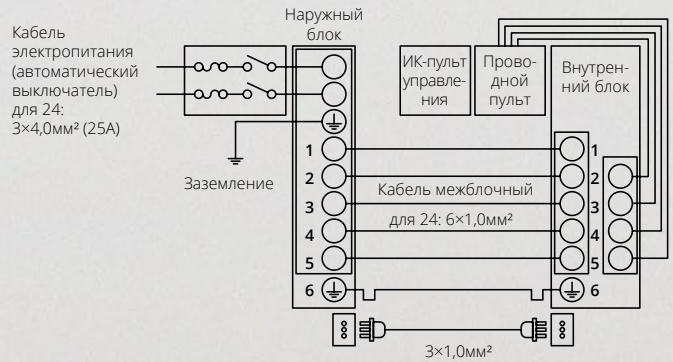 Кабель
электропитания
(автоматический
выключатель)
для 24:
3×4,0мм² (25А)
Наружный
блок
ИК-пульт
управле-
ния
Прово-
дной
пульт
Внутрен-
ний блок
Заземление
1
2
3
4
5
6
Кабель межблочный
для 24: 6×1,0мм²
1
2
3
4
5
6
3×1,0мм²